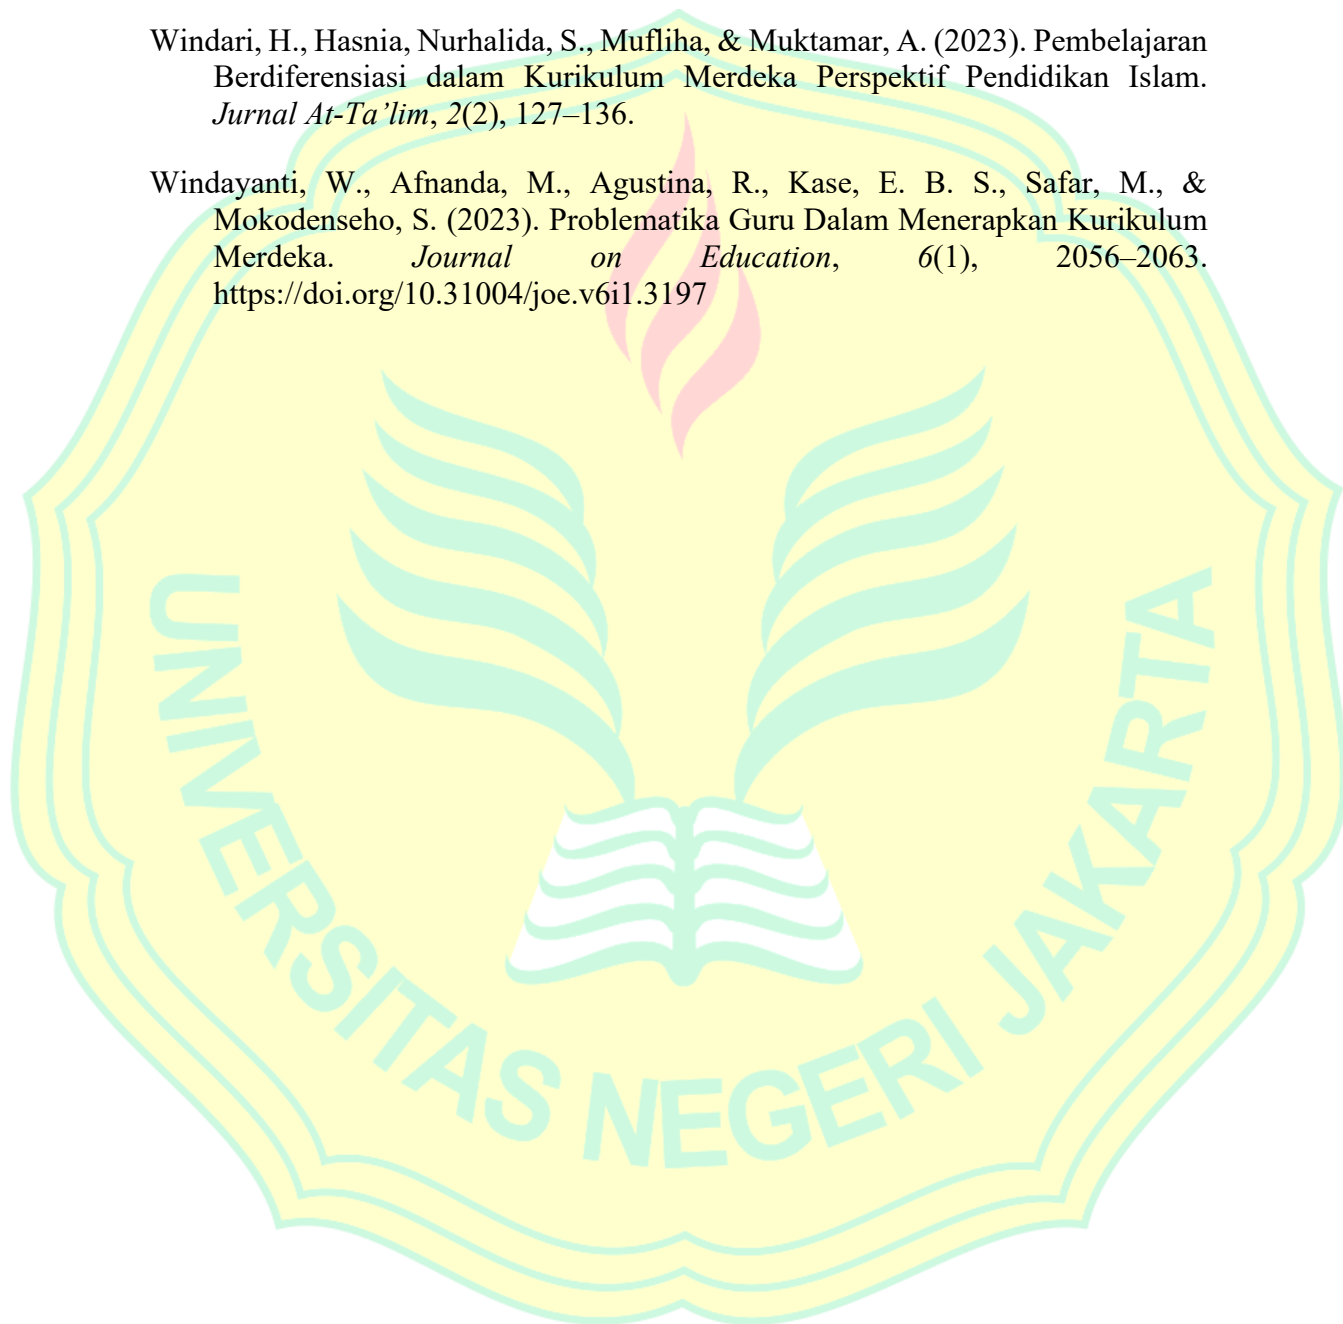 Windari, H., Hasnia, Nurhalida, S., Mufliha, & Muktamar, A. (2023). Pembelajaran
Berdiferensiasi dalam Kurikulum Merdeka Perspektif Pendidikan Islam.
Jurnal At-Ta’lim, 2(2), 127–136.
Windayanti, W., Afnanda, M., Agustina, R., Kase, E. B. S., Safar, M., &
Mokodenseho, S. (2023). Problematika Guru Dalam Menerapkan Kurikulum
Merdeka. Journal on Education, 6(1), 2056–2063.
https://doi.org/10.31004/joe.v6i1.3197
UNIVERSITAS NEGERI JAKARTA